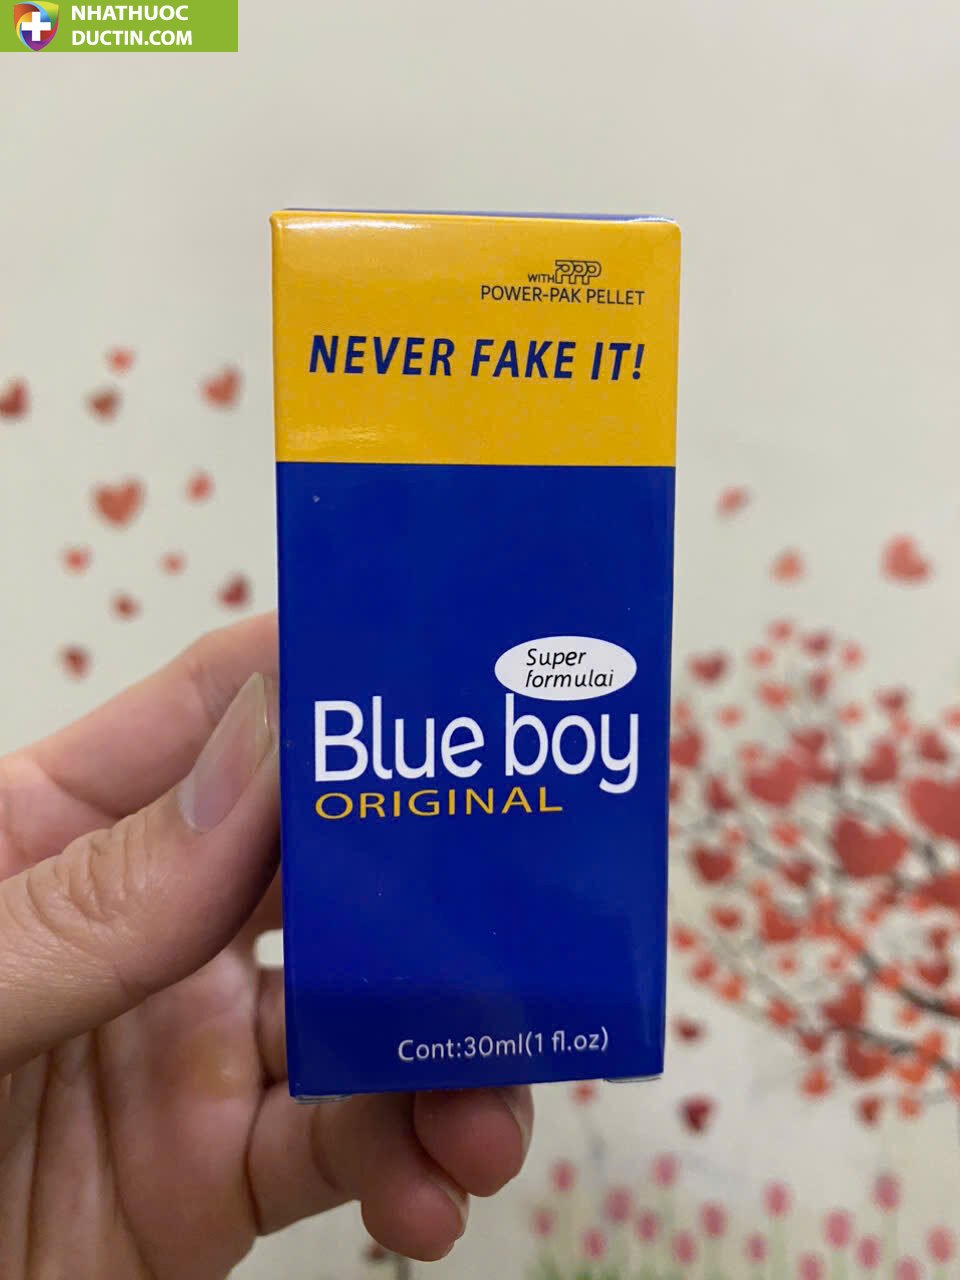 NHATHUOC
DUCTIN.COM
WITH PPP
POWER-PAK PELLET
NEVER FAKE IT!
Super
formulai
Blue boy
ORIGINAL
Cont:30ml(1 fl.oz)